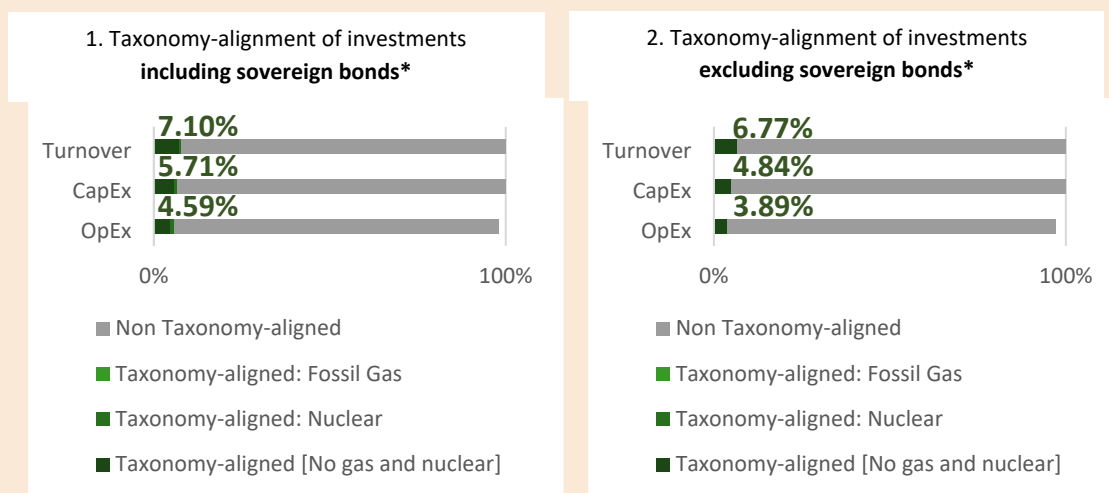 1. Taxonomy-alignment of investments
including sovereign bonds*
7.10%
Turnover
5.71%
CapEx
4.59%
OpEx
0%
100%
Non Taxonomy-aligned
Taxonomy-aligned: Fossil Gas
Taxonomy-aligned: Nuclear
Taxonomy-aligned [No gas and nuclear]
2. Taxonomy-alignment of investments
excluding sovereign bonds*
6.77%
Turnover
4.84%
CapEx
3.89%
OpEx
0%
100%
Non Taxonomy-aligned
Taxonomy-aligned: Fossil Gas
Taxonomy-aligned: Nuclear
Taxonomy-aligned [No gas and nuclear]